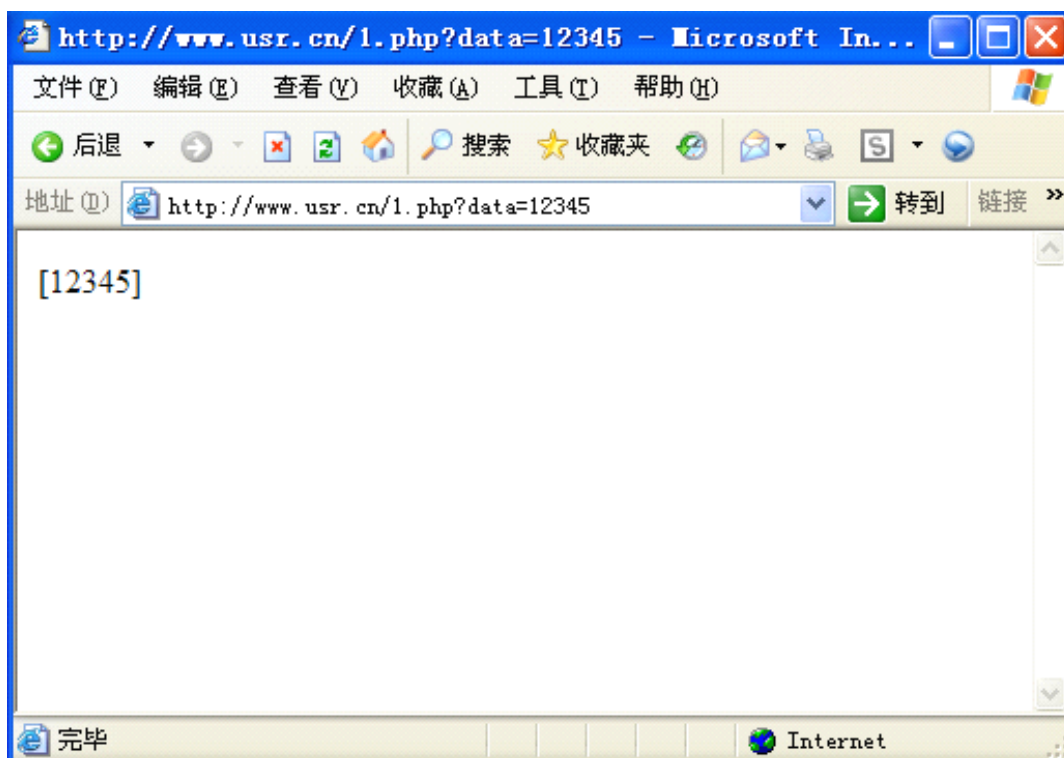 http://www.usr.cn/1.php?data=12345 - Microsoft In...
文件(F) 编辑(E) 查看(V) 收藏(A) 工具(T) 帮助(H)
后退 搜索 收藏夹 S
地址(D) http://www.usr.cn/1.php?data=12345 转到 链接 »
[12345]
完毕 Internet